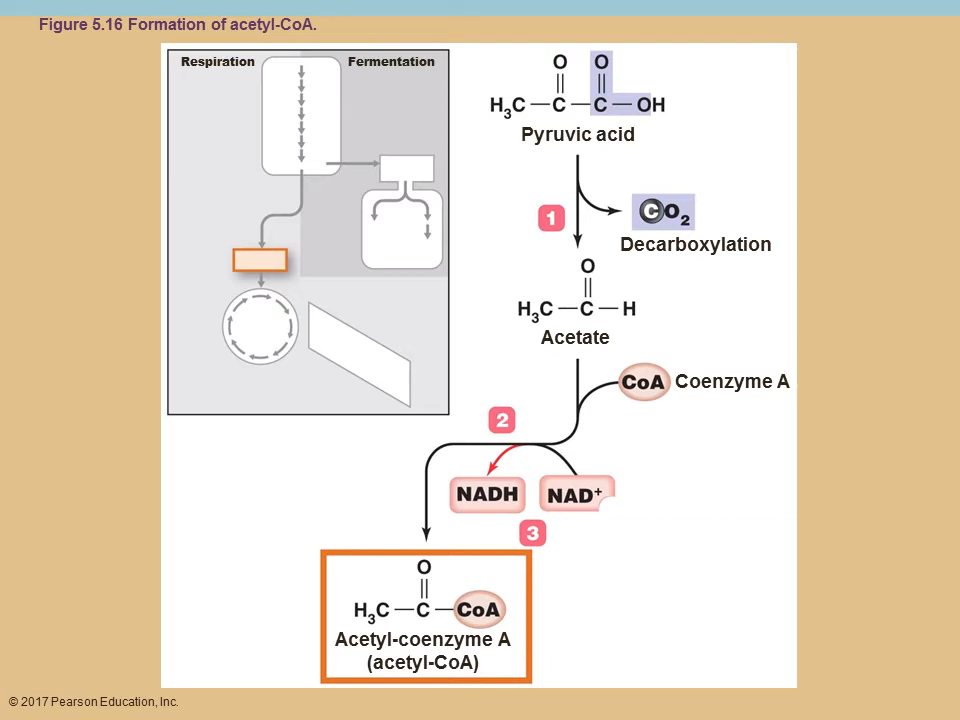 Figure 5.16 Formation of acetyl-CoA.
Respiration
Fermentation
O O
H3C — C — C — OH
Pyruvic acid
1
CO2
Decarboxylation
O
H3C — C — H
Acetate
CoA Coenzyme A
2
NADH NAD+
3
O
H3C — C — CoA
Acetyl-coenzyme A
(acetyl-CoA)
© 2017 Pearson Education, Inc.